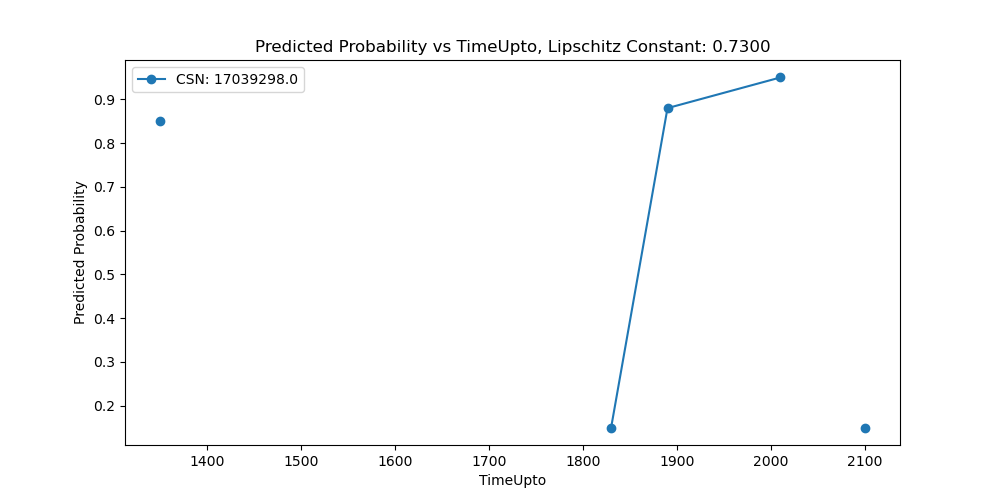 Predicted Probability vs TimeUpto, Lipschitz Constant: 0.7300
CSN: 17039298.0
Predicted Probability
0.9
0.8
0.7
0.6
0.5
0.4
0.3
0.2
1400 1500 1600 1700 1800 1900 2000 2100
TimeUpto